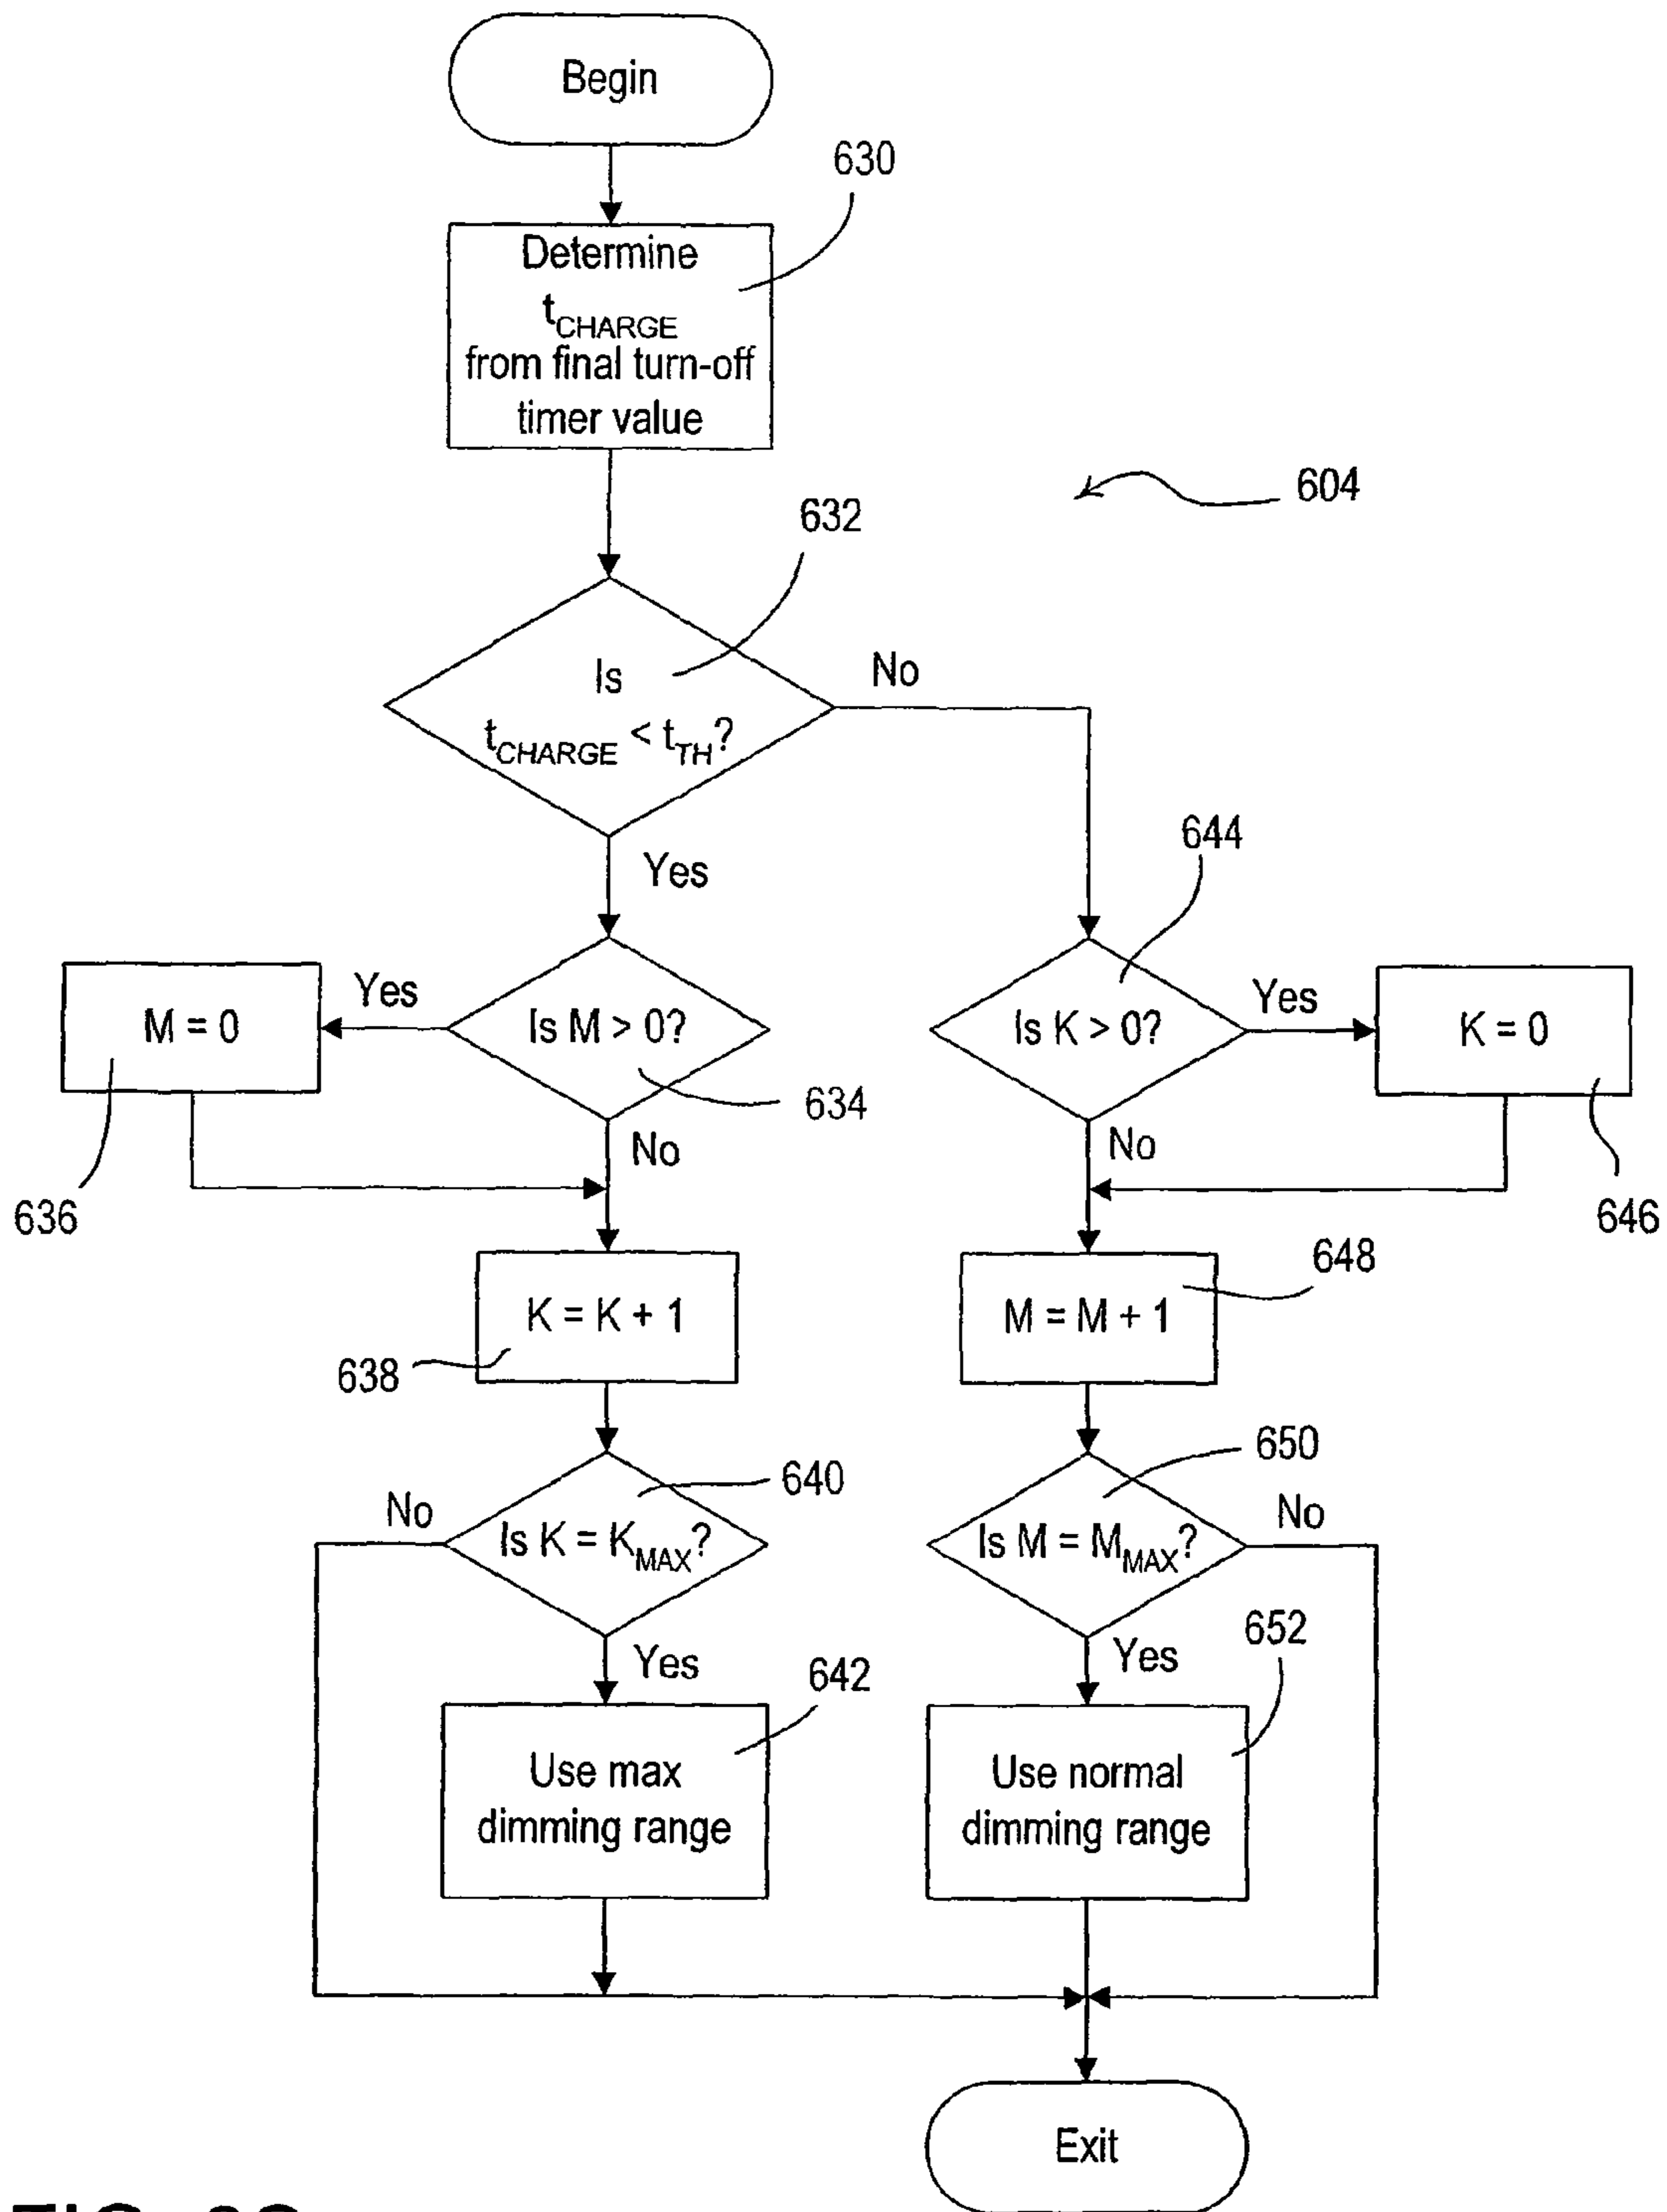 Begin
630
Determine
tCHARGE
from final turn-off
timer value
604
632
Is
tCHARGE < tTH?
No
Yes
644
M = 0
Yes
Is M > 0?
634
No
636
Is K > 0?
Yes
K = 0
No
646
K = K + 1
638
M = M + 1
648
Is K = KMAX?
640
No
Yes
Is M = MMAX?
650
No
Yes
642
Use max
dimming range
652
Use normal
dimming range
Exit